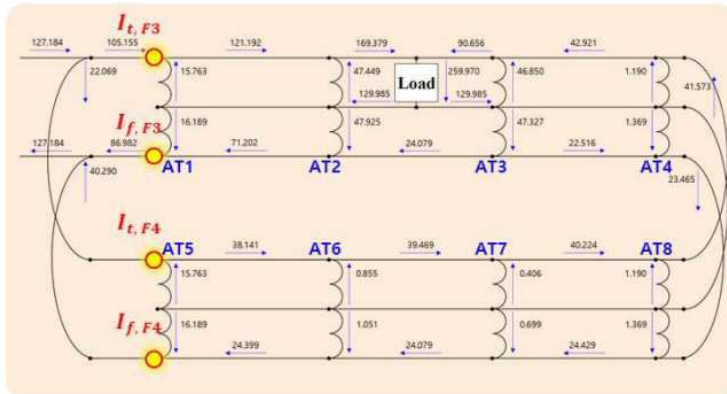 I_t, F3
127.184 105.155 121.192 169.379 90.656 42.921
22.069 15.763 47.449 Load 259.970 46.850 1.190 41.573
129.985 129.985
I_f, F3 16.189 47.925 47.327 1.369
127.184 86.982 71.202 24.079 22.516
AT1 AT2 AT3 AT4
40.290 23.465
I_t, F4
AT5 38.141 AT6 39.469 AT7 40.224 AT8
15.763 0.855 0.406 1.190
I_f, F4 16.189 1.051 0.699 1.369
24.399 24.079 24.429